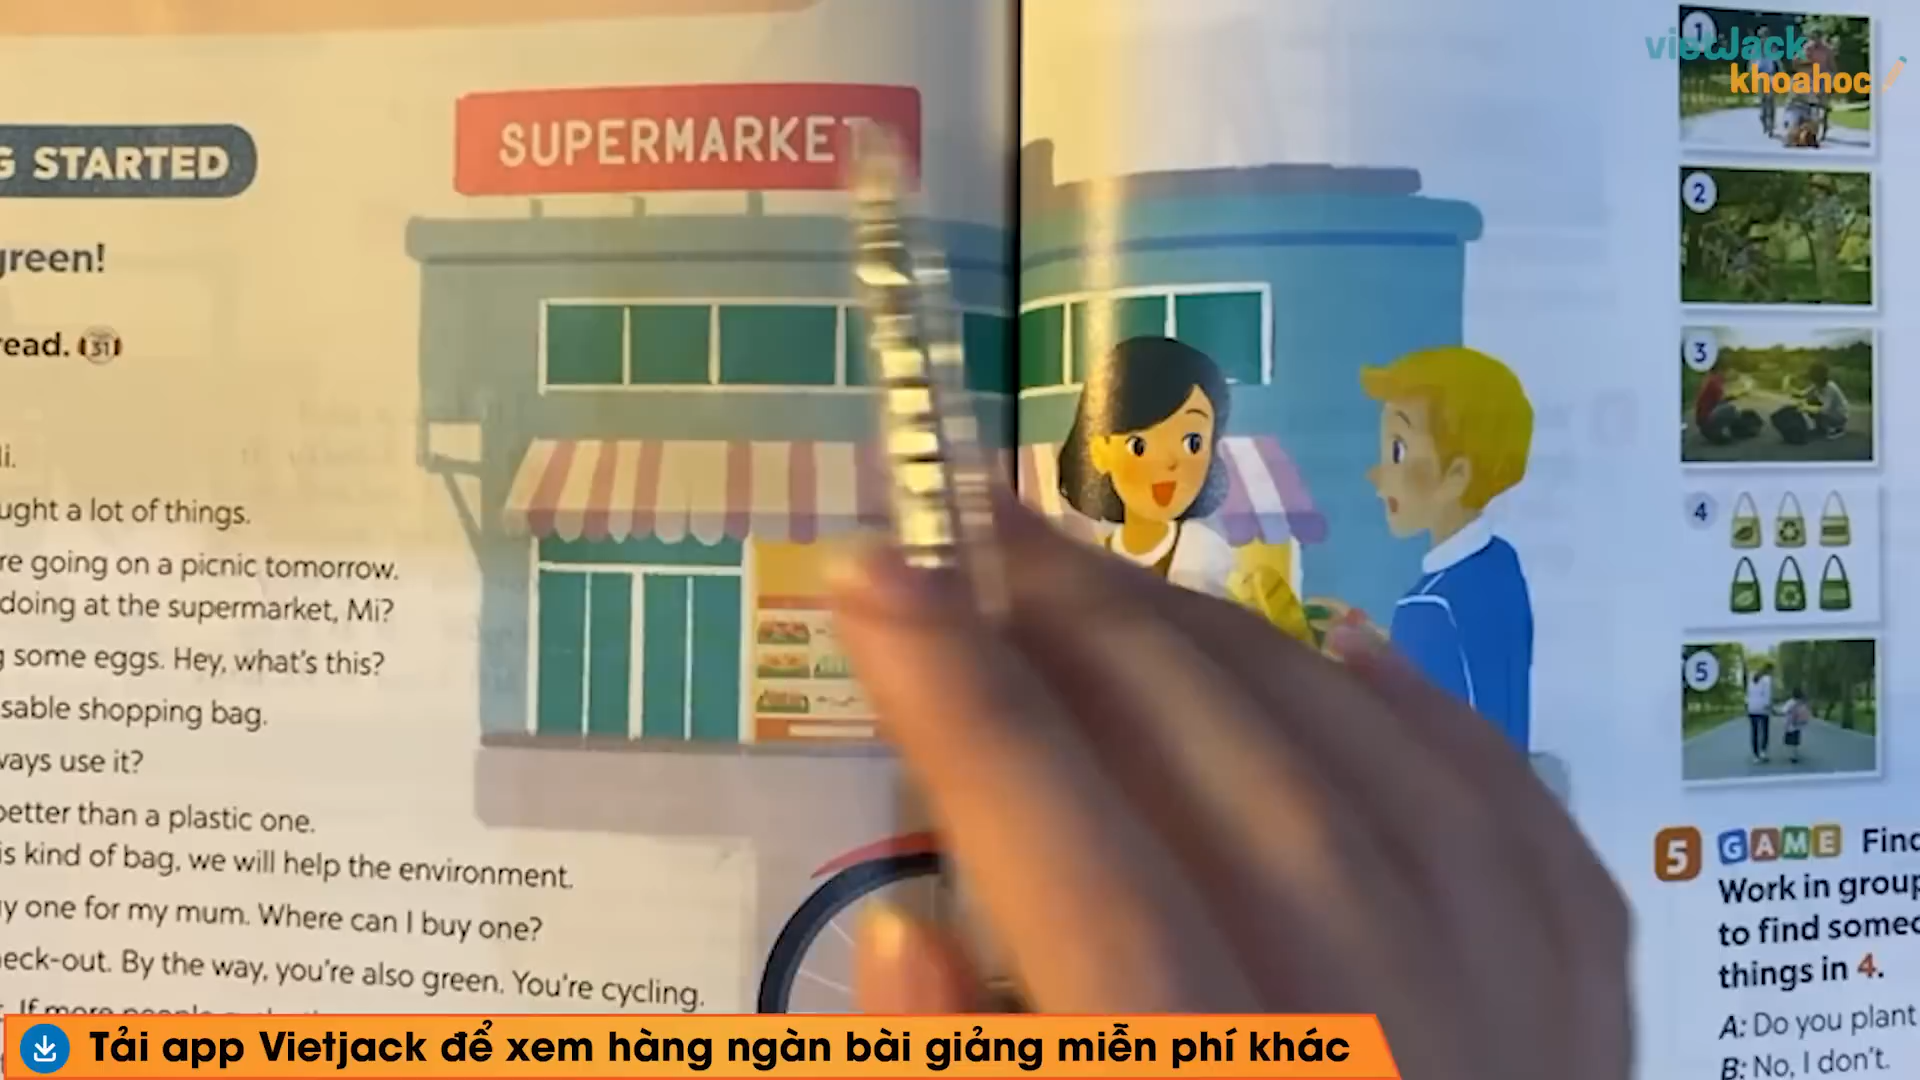 G STARTED
green!
read. 31
i.
ught a lot of things.
re going on a picnic tomorrow.
doing at the supermarket, Mi?
g some eggs. Hey, what's this?
sable shopping bag.
ways use it?
better than a plastic one.
is kind of bag, we will help the environment.
y one for my mum. Where can I buy one?
eck-out. By the way, you're also green. You're cycling.
If more people
SUPERMARKET
1
vietJack
khoahoc
2
3
4
5
5 GAME Find
Work in group
to find someo
things in 4.
A: Do you plant
B: No, I don't.
Tải app Vietjack để xem hàng ngàn bài giảng miễn phí khác